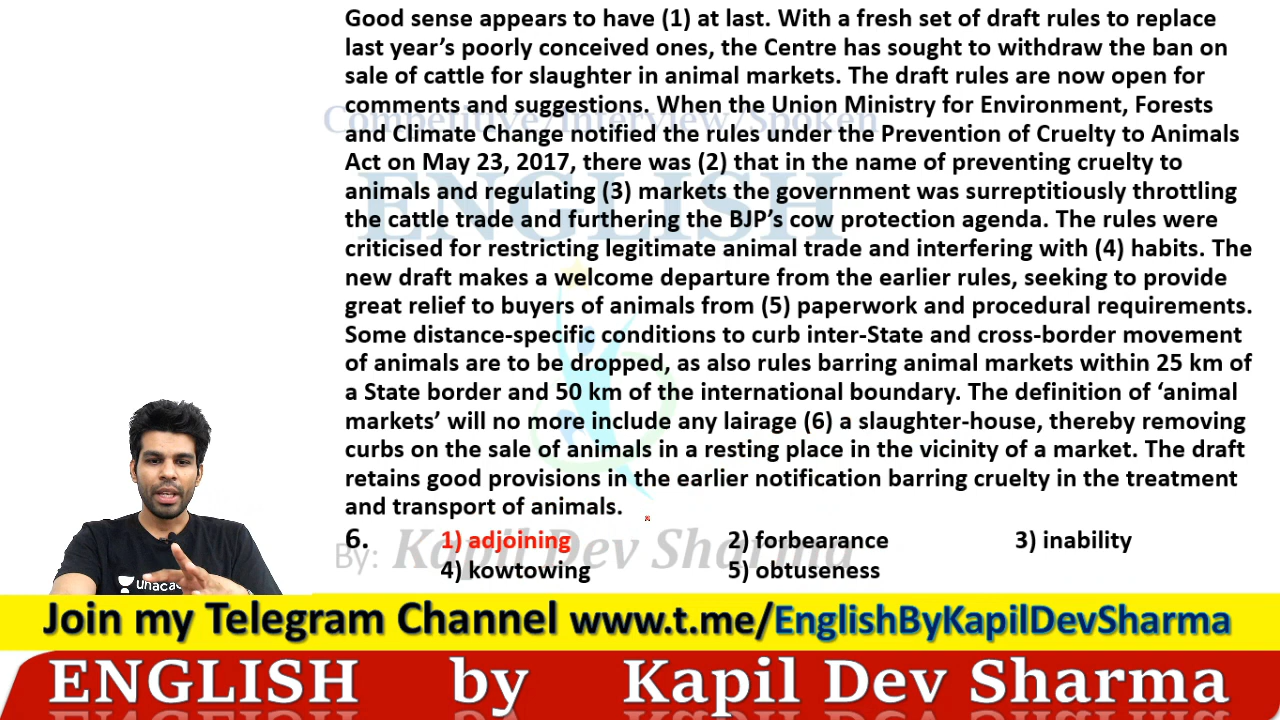 Good sense appears to have (1) at last. With a fresh set of draft rules to replace
last year's poorly conceived ones, the Centre has sought to withdraw the ban on
sale of cattle for slaughter in animal markets. The draft rules are now open for
comments and suggestions. When the Union Ministry for Environment, Forests
and Climate Change notified the rules under the Prevention of Cruelty to Animals
Act on May 23, 2017, there was (2) that in the name of preventing cruelty to
animals and regulating (3) markets the government was surreptitiously throttling
the cattle trade and furthering the BJP's cow protection agenda. The rules were
criticised for restricting legitimate animal trade and interfering with (4) habits. The
new draft makes a welcome departure from the earlier rules, seeking to provide
great relief to buyers of animals from (5) paperwork and procedural requirements.
Some distance-specific conditions to curb inter-State and cross-border movement
of animals are to be dropped, as also rules barring animal markets within 25 km of
a State border and 50 km of the international boundary. The definition of ‘animal
markets’ will no more include any lairage (6) a slaughter-house, thereby removing
curbs on the sale of animals in a resting place in the vicinity of a market. The draft
retains good provisions in the earlier notification barring cruelty in the treatment
and transport of animals.
6. 1) adjoining 2) forbearance 3) inability
4) kowtowing 5) obtuseness
Competitive/Interview/Spoken
ENGLISH
By: Kapil Dev Sharma
unaca
Join my Telegram Channel www.t.me/EnglishByKapilDevSharma
ENGLISH by Kapil Dev Sharma